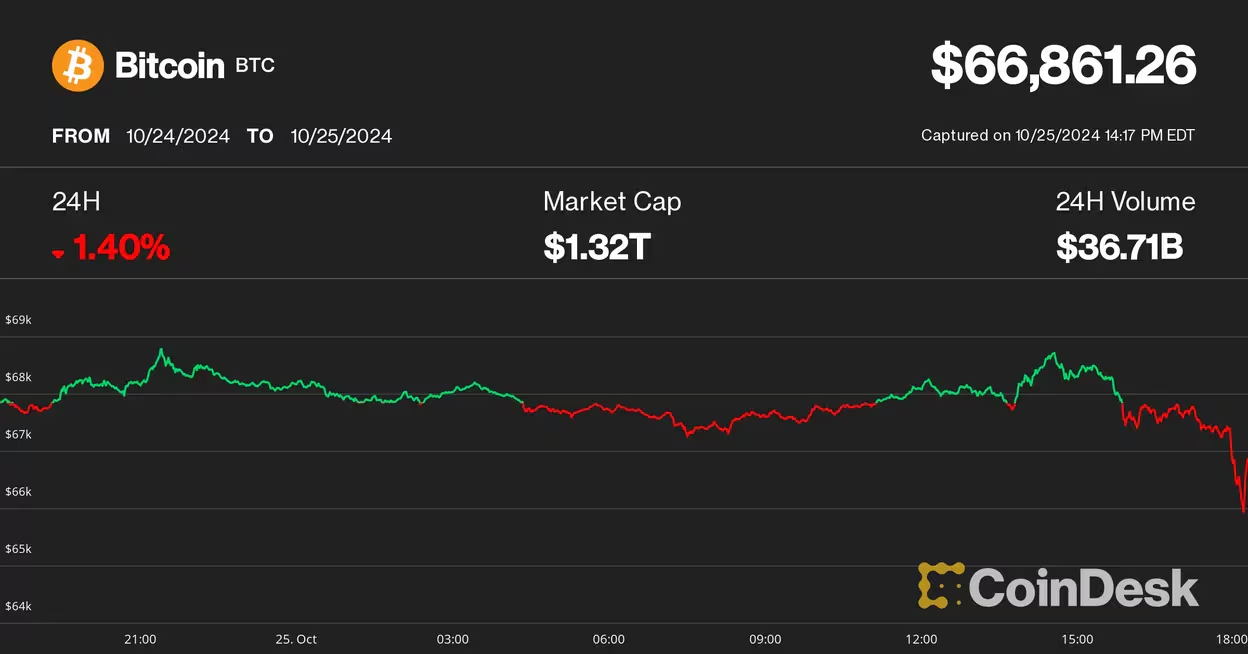 Bitcoin BTC
$66,861.26
FROM 10/24/2024 TO 10/25/2024
Captured on 10/25/2024 14:17 PM EDT
24H
Market Cap
24H Volume
1.40%
$1.32T
$36.71B
$69k
$68k
$67k
$66k
$65k
$64k
CoinDesk
21:00
25. Oct
03:00
06:00
09:00
12:00
15:00
18:00